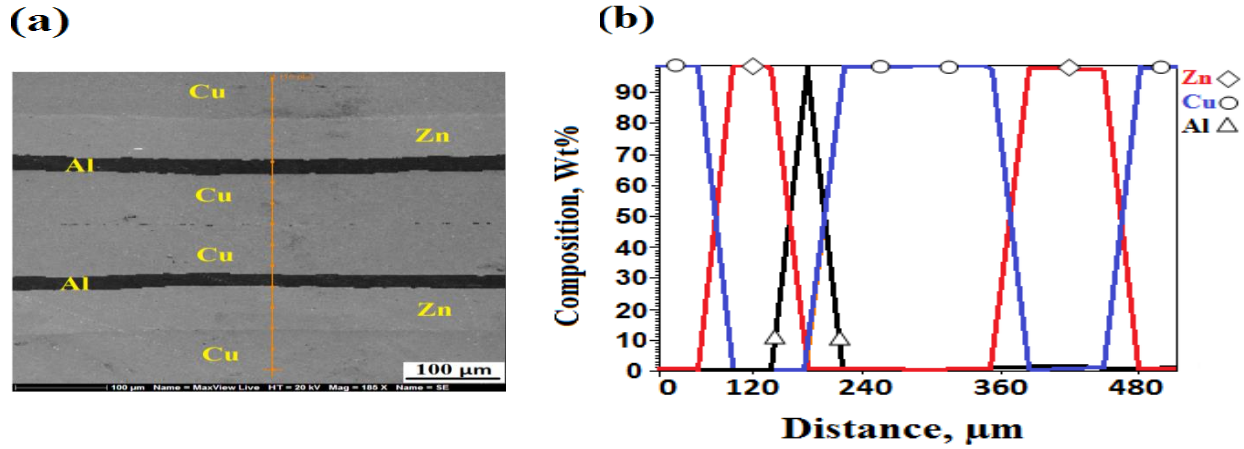 (a)
Cu
Zn
Al
Cu
Cu
Al
Zn
Cu
100 μm
100 μm Name = MaxView Live HT = 20 kV Mag = 185 X Name = SE
(b)
Zn
Cu
Al
90
80
70
60
50
40
30
20
10
0
Composition, Wt%
0 120 240 360 480
Distance, μm